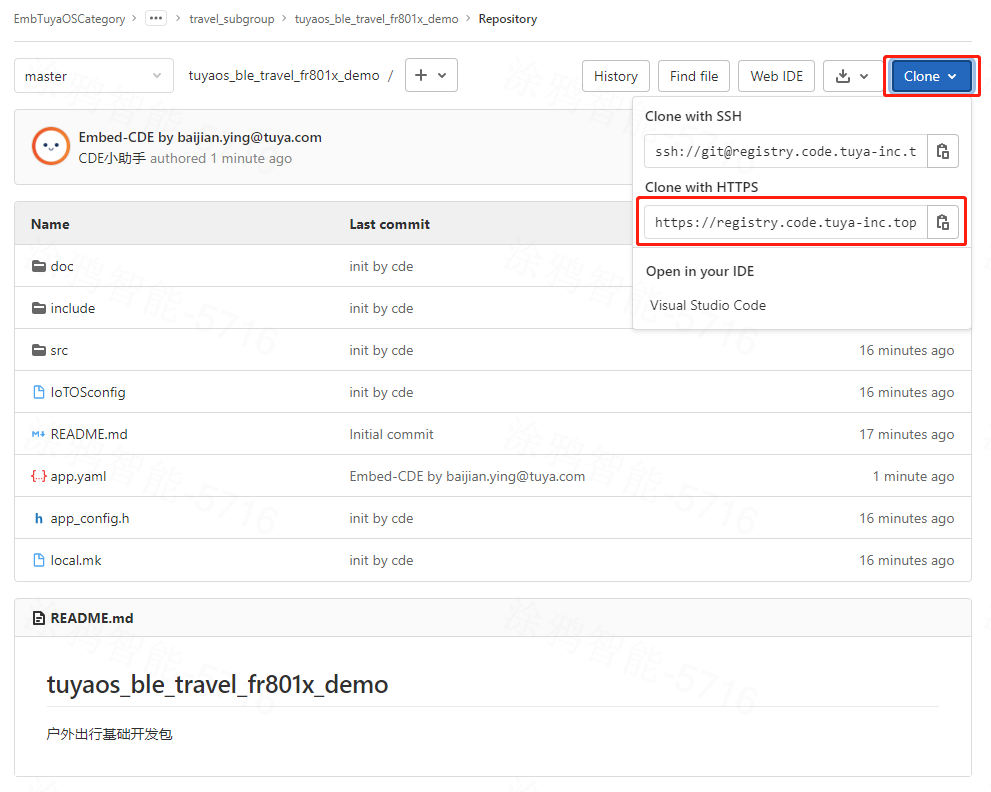 EmbTuyaOSCategory > ··· > travel_subgroup > tuyaos_ble_travel_fr801x_demo > Repository
master tuyaos_ble_travel_fr801x_demo / + History Find file Web IDE Clone
Embed-CDE by baijian.ying@tuya.com
CDE小助手 authored 1 minute ago
Clone with SSH
ssh://git@registry.code.tuya-inc.t
Clone with HTTPS
https://registry.code.tuya-inc.top
Open in your IDE
Visual Studio Code
Name Last commit
doc init by cde
include init by cde
src init by cde 16 minutes ago
IoTOSconfig init by cde 16 minutes ago
README.md Initial commit 17 minutes ago
{..} app.yaml Embed-CDE by baijian.ying@tuya.com 1 minute ago
h app_config.h init by cde 16 minutes ago
local.mk init by cde 16 minutes ago
README.md
tuyaos_ble_travel_fr801x_demo
户外出行基础开发包
涂鸦智能-5716